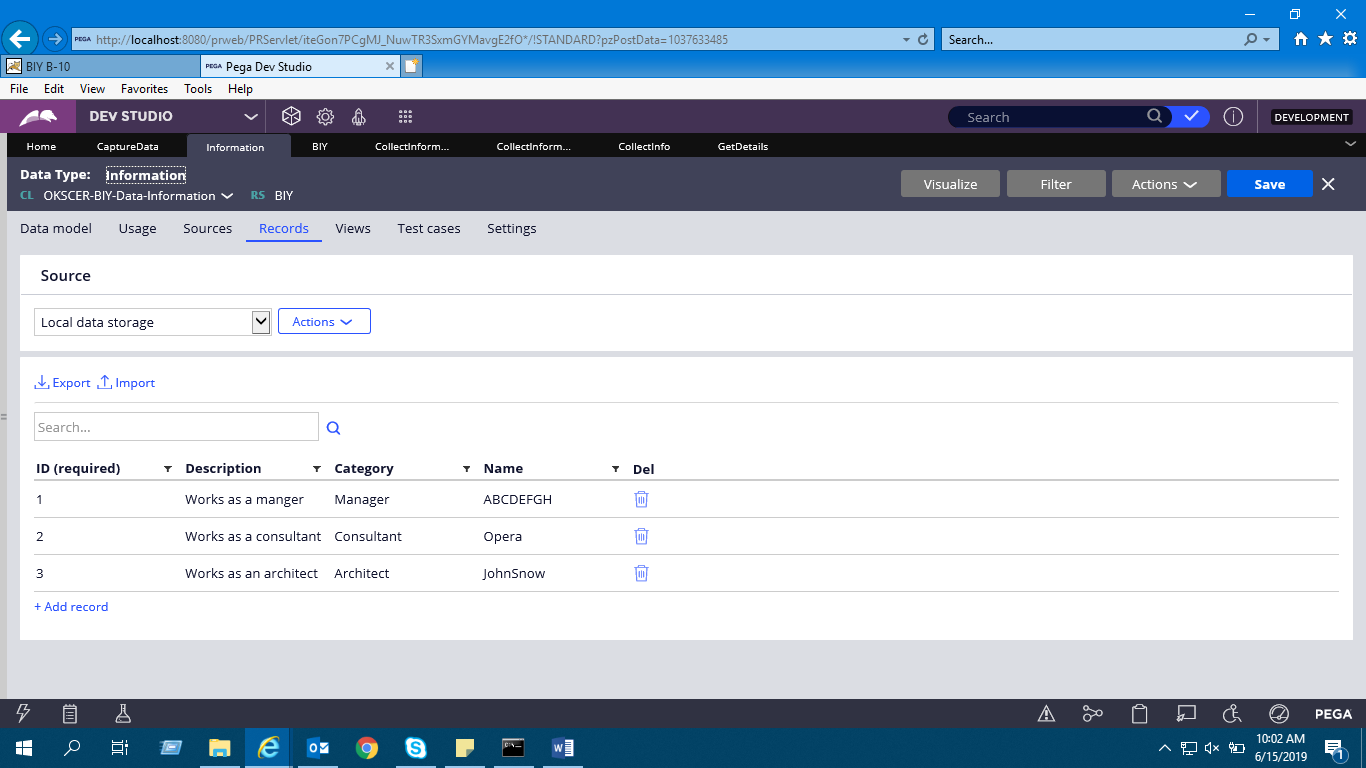 PEGA http://localhost:8080/prweb/PRServlet/iteGon7PCgMJ_NuwTR3SxmGYMavgE2fO*/!STANDARD?pzPostData=1037633485 Search...
BIY B-10 PEGA Pega Dev Studio
File Edit View Favorites Tools Help
DEV STUDIO Search DEVELOPMENT
Home CaptureData Information BIY CollectInform... CollectInform... CollectInfo GetDetails
Data Type: Information
Visualize Filter Actions Save
CL OKSCER-BIY-Data-Information RS BIY
Data model Usage Sources Records Views Test cases Settings
Source
Local data storage Actions
Export Import
Search...
ID (required) Description Category Name Del
1 Works as a manger Manager ABCDEFGH
2 Works as a consultant Consultant Opera
3 Works as an architect Architect JohnSnow
+ Add record
PEGA
10:02 AM
6/15/2019
1